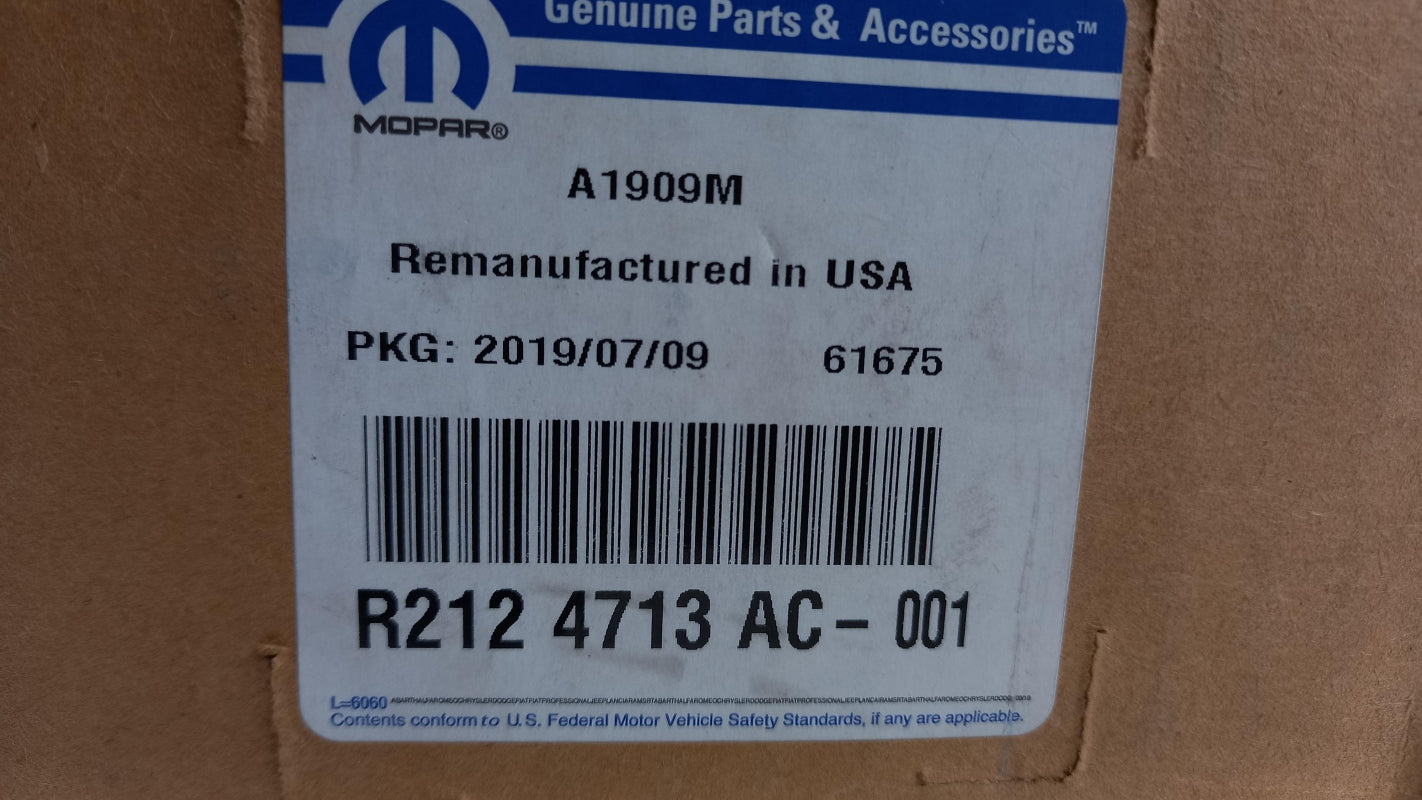 Genuine Parts & Accessories™
MOPAR®
A1909M
Remanufactured in USA
PKG: 2019/07/09 61675
R212 4713 AC – 001
L=6060
Contents conform to U.S. Federal Motor Vehicle Safety Standards, if any are applicable.